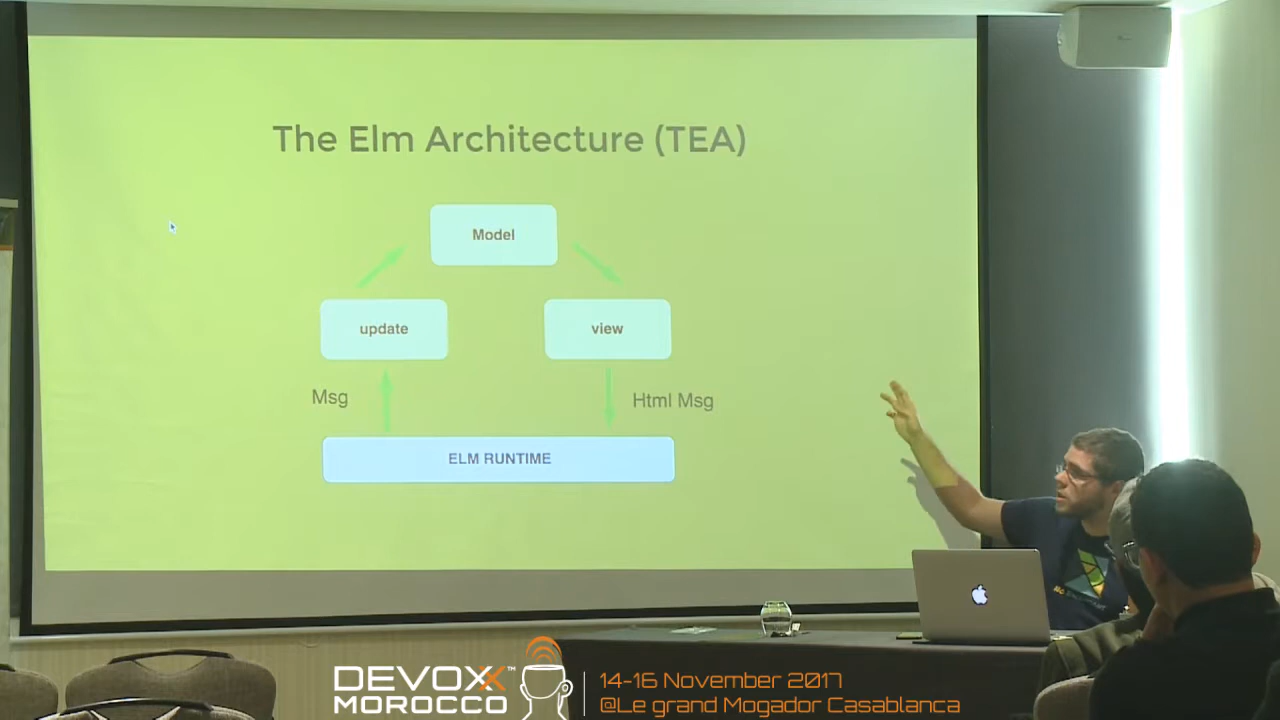 The Elm Architecture (TEA)
Model
update
view
Msg
Html Msg
ELM RUNTIME
DEVOXX™
MOROCCO
14-16 November 2017
@Le grand Mogador Casablanca